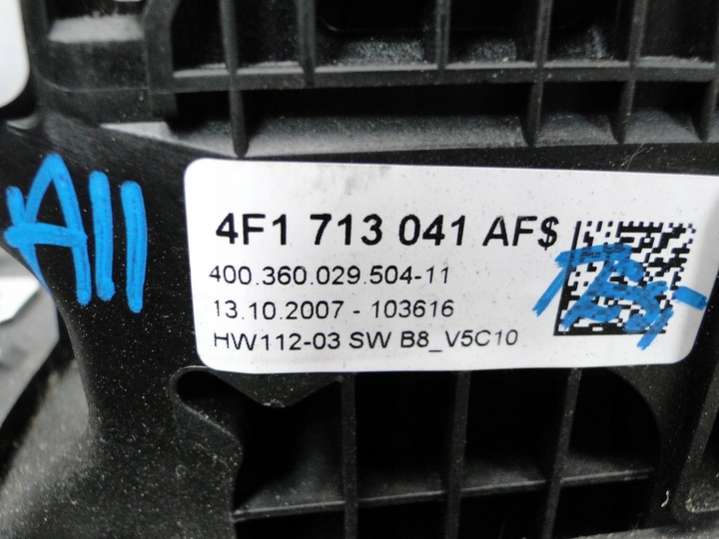 A11
4F1 713 041 AF$
400.360.029.504-11
13.10.2007 - 103616
HW112-03 SW B8_V5C10